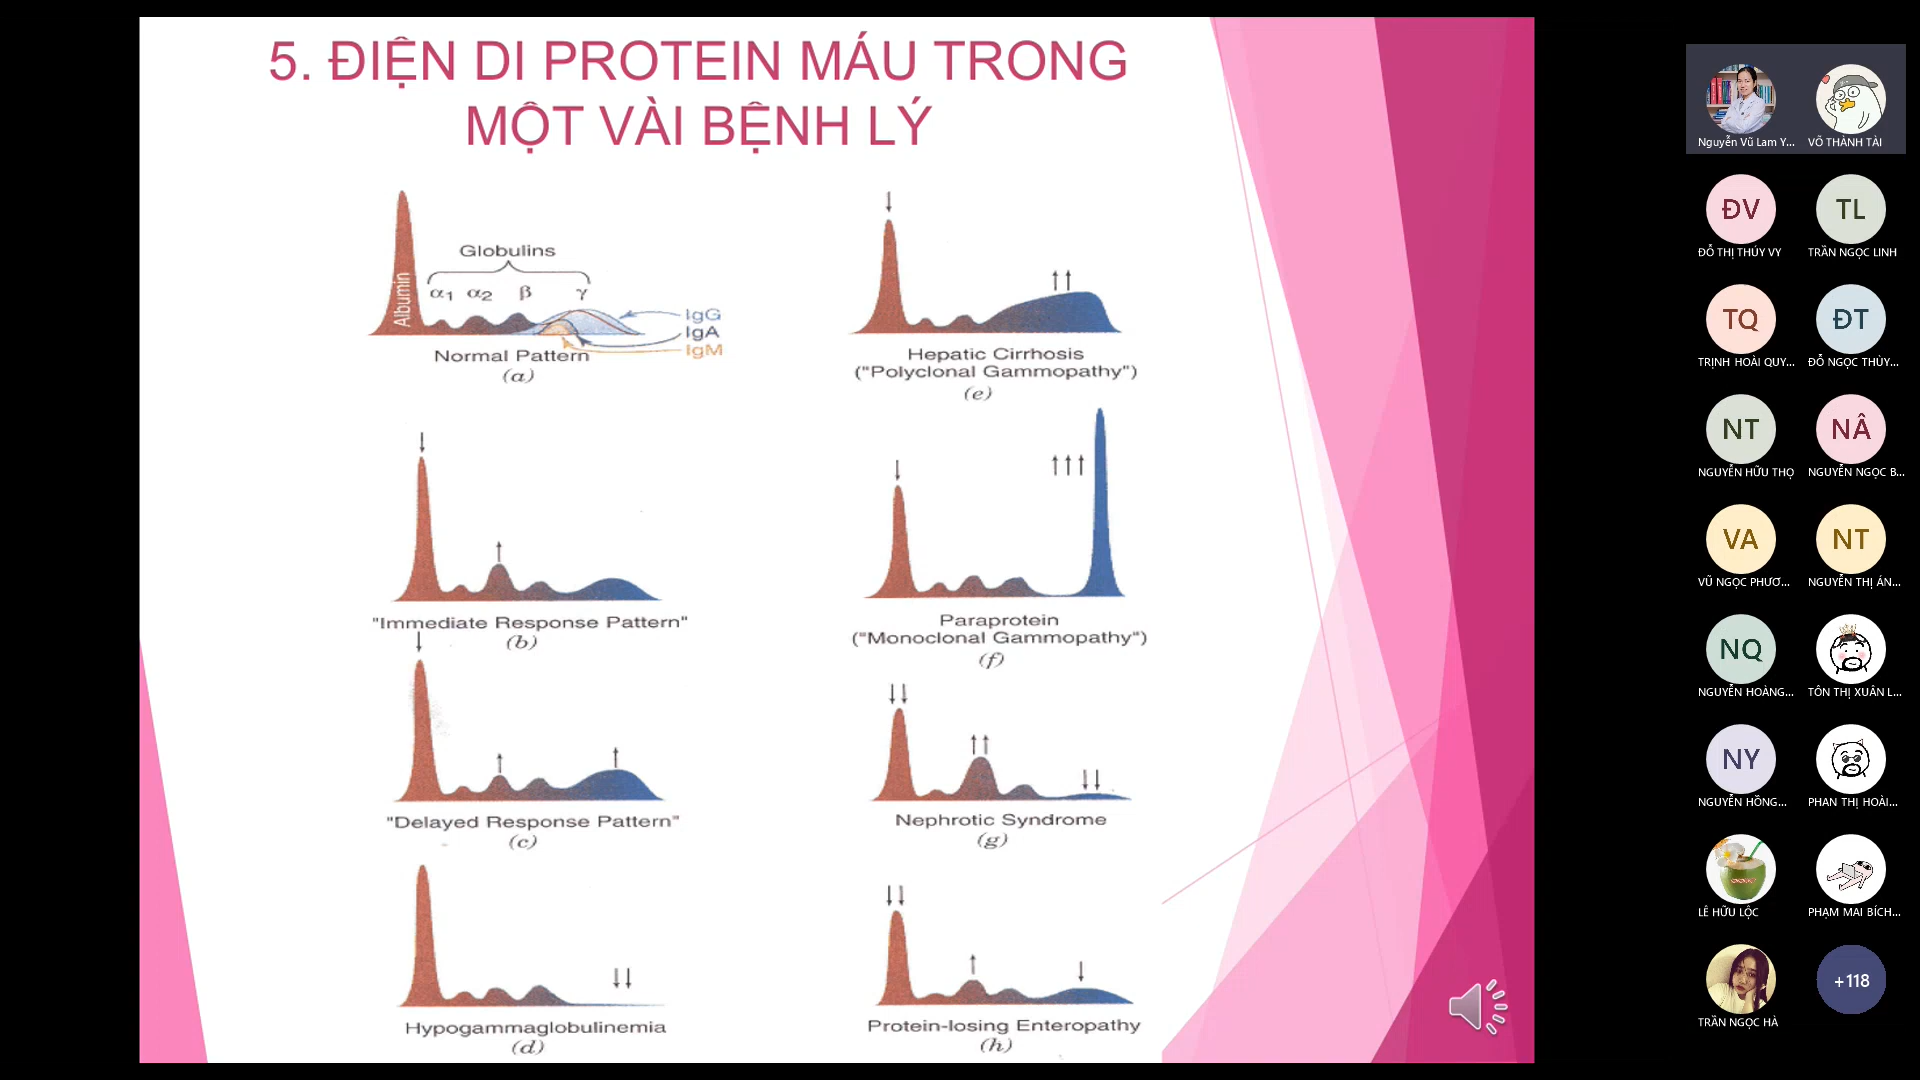 5. ĐIỆN DI PROTEIN MÁU TRONG
MỘT VÀI BỆNH LÝ
Albumin
Globulins
α1 α2 β γ
IgG
IgA
IgM
Normal Pattern
(a)
"Immediate Response Pattern"
(b)
"Delayed Response Pattern"
(c)
Hypogammaglobulinemia
(d)
Hepatic Cirrhosis
("Polyclonal Gammopathy")
(e)
Paraprotein
("Monoclonal Gammopathy")
(f)
Nephrotic Syndrome
(g)
Protein-losing Enteropathy
(h)
Nguyễn Vũ Lam Y...
VÕ THÀNH TÀI
ĐV
TL
ĐỖ THỊ THÚY VY
TRẦN NGỌC LINH
TQ
ĐT
TRỊNH HOÀI QUY...
ĐỖ NGỌC THÙY...
NT
NÂ
NGUYỄN HỮU THỌ
NGUYỄN NGỌC B...
VA
NT
VŨ NGỌC PHƯƠ...
NGUYỄN THỊ ÁN...
NQ
NGUYỄN HOÀNG...
TÔN THỊ XUÂN L...
NY
NGUYỄN HỒNG...
PHAN THỊ HOÀI...
LÊ HỮU LỘC
PHẠM MAI BÍCH...
TRẦN NGỌC HÀ
+118